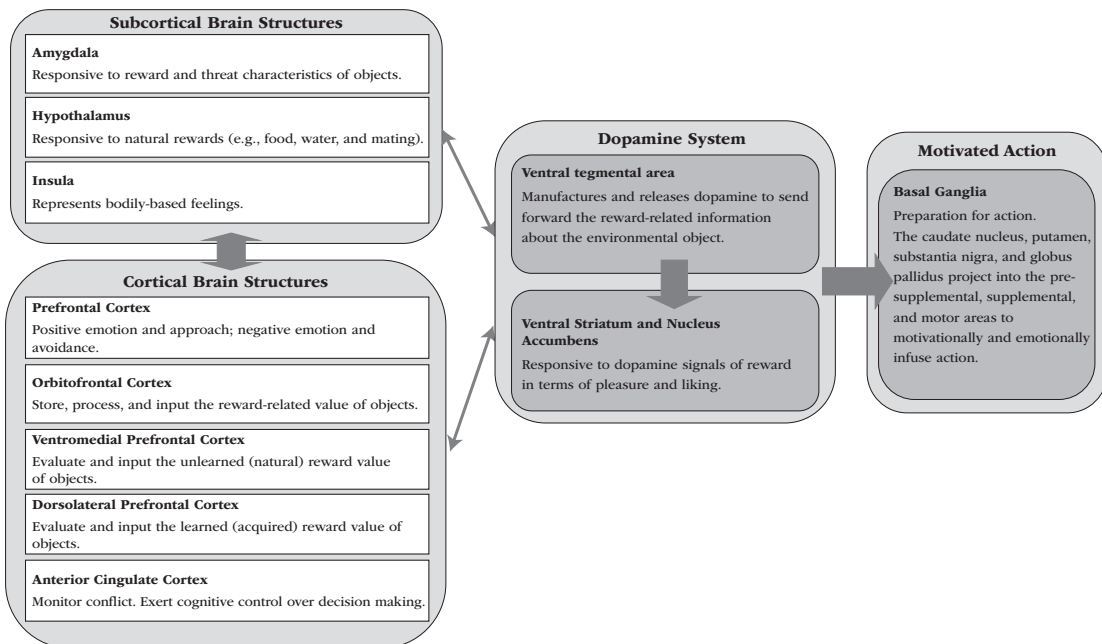 Subcortical Brain Structures
Amygdala
Responsive to reward and threat characteristics of objects.
Hypothalamus
Responsive to natural rewards (e.g., food, water, and mating).
Insula
Represents bodily-based feelings.
Cortical Brain Structures
Prefrontal Cortex
Positive emotion and approach; negative emotion and
avoidance.
Orbitofrontal Cortex
Store, process, and input the reward-related value of objects.
Ventromedial Prefrontal Cortex
Evaluate and input the unlearned (natural) reward value
of objects.
Dorsolateral Prefrontal Cortex
Evaluate and input the learned (acquired) reward value of
objects.
Anterior Cingulate Cortex
Monitor conflict. Exert cognitive control over decision making.
Dopamine System
Ventral tegmental area
Manufactures and releases dopamine to send
forward the reward-related information
about the environmental object.
Ventral Striatum and Nucleus
Accumbens
Responsive to dopamine signals of reward
in terms of pleasure and liking.
Motivated Action
Basal Ganglia
Preparation for action.
The caudate nucleus, putamen,
substantia nigra, and globus
pallidus project into the pre-
supplemental, supplemental,
and motor areas to
motivationally and emotionally
infuse action.